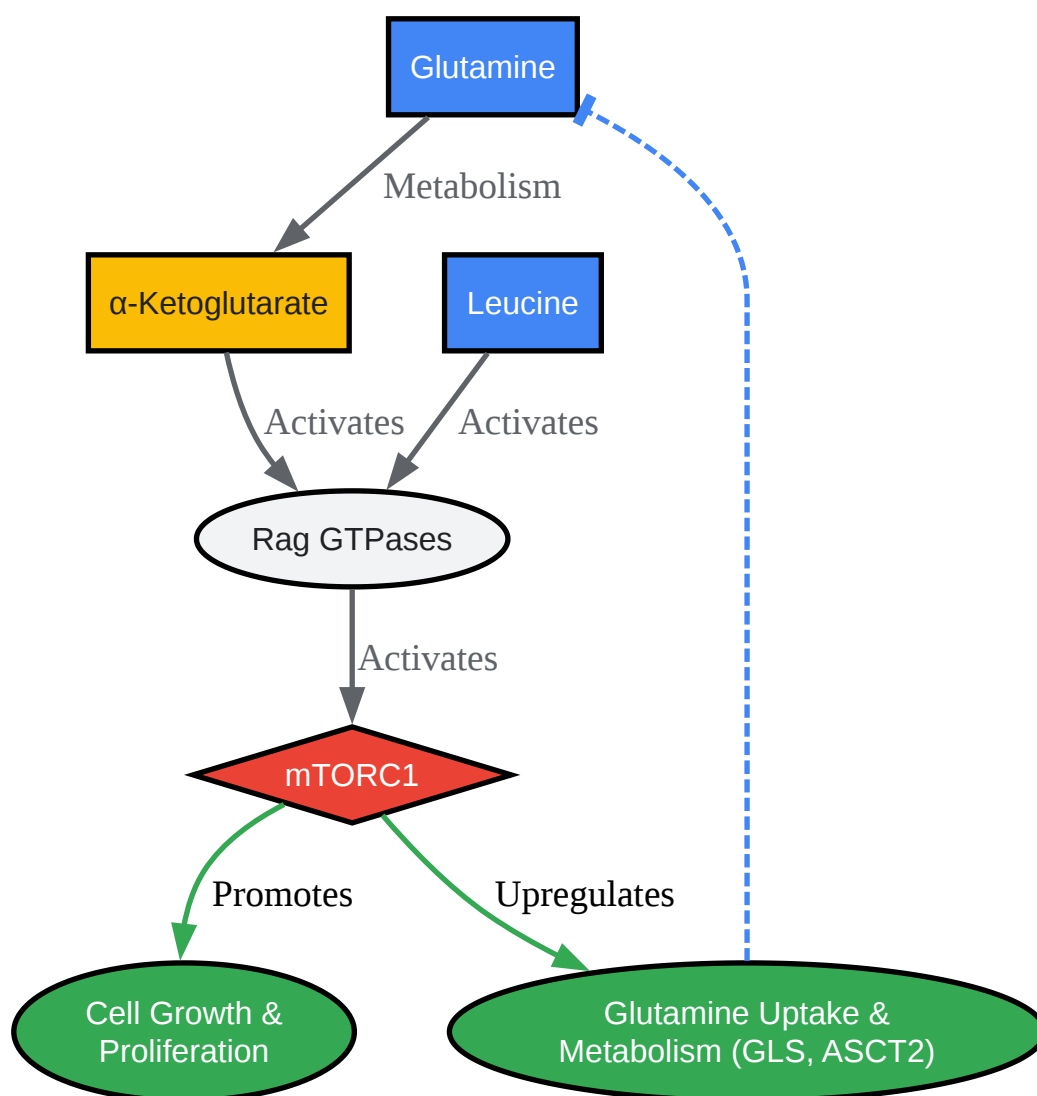 Glutamine
Metabolism
α-Ketoglutarate
Leucine
Activates
Activates
Rag GTPases
Activates
mTORC1
Promotes
Upregulates
Cell Growth &
Proliferation
Glutamine Uptake &
Metabolism (GLS, ASCT2)